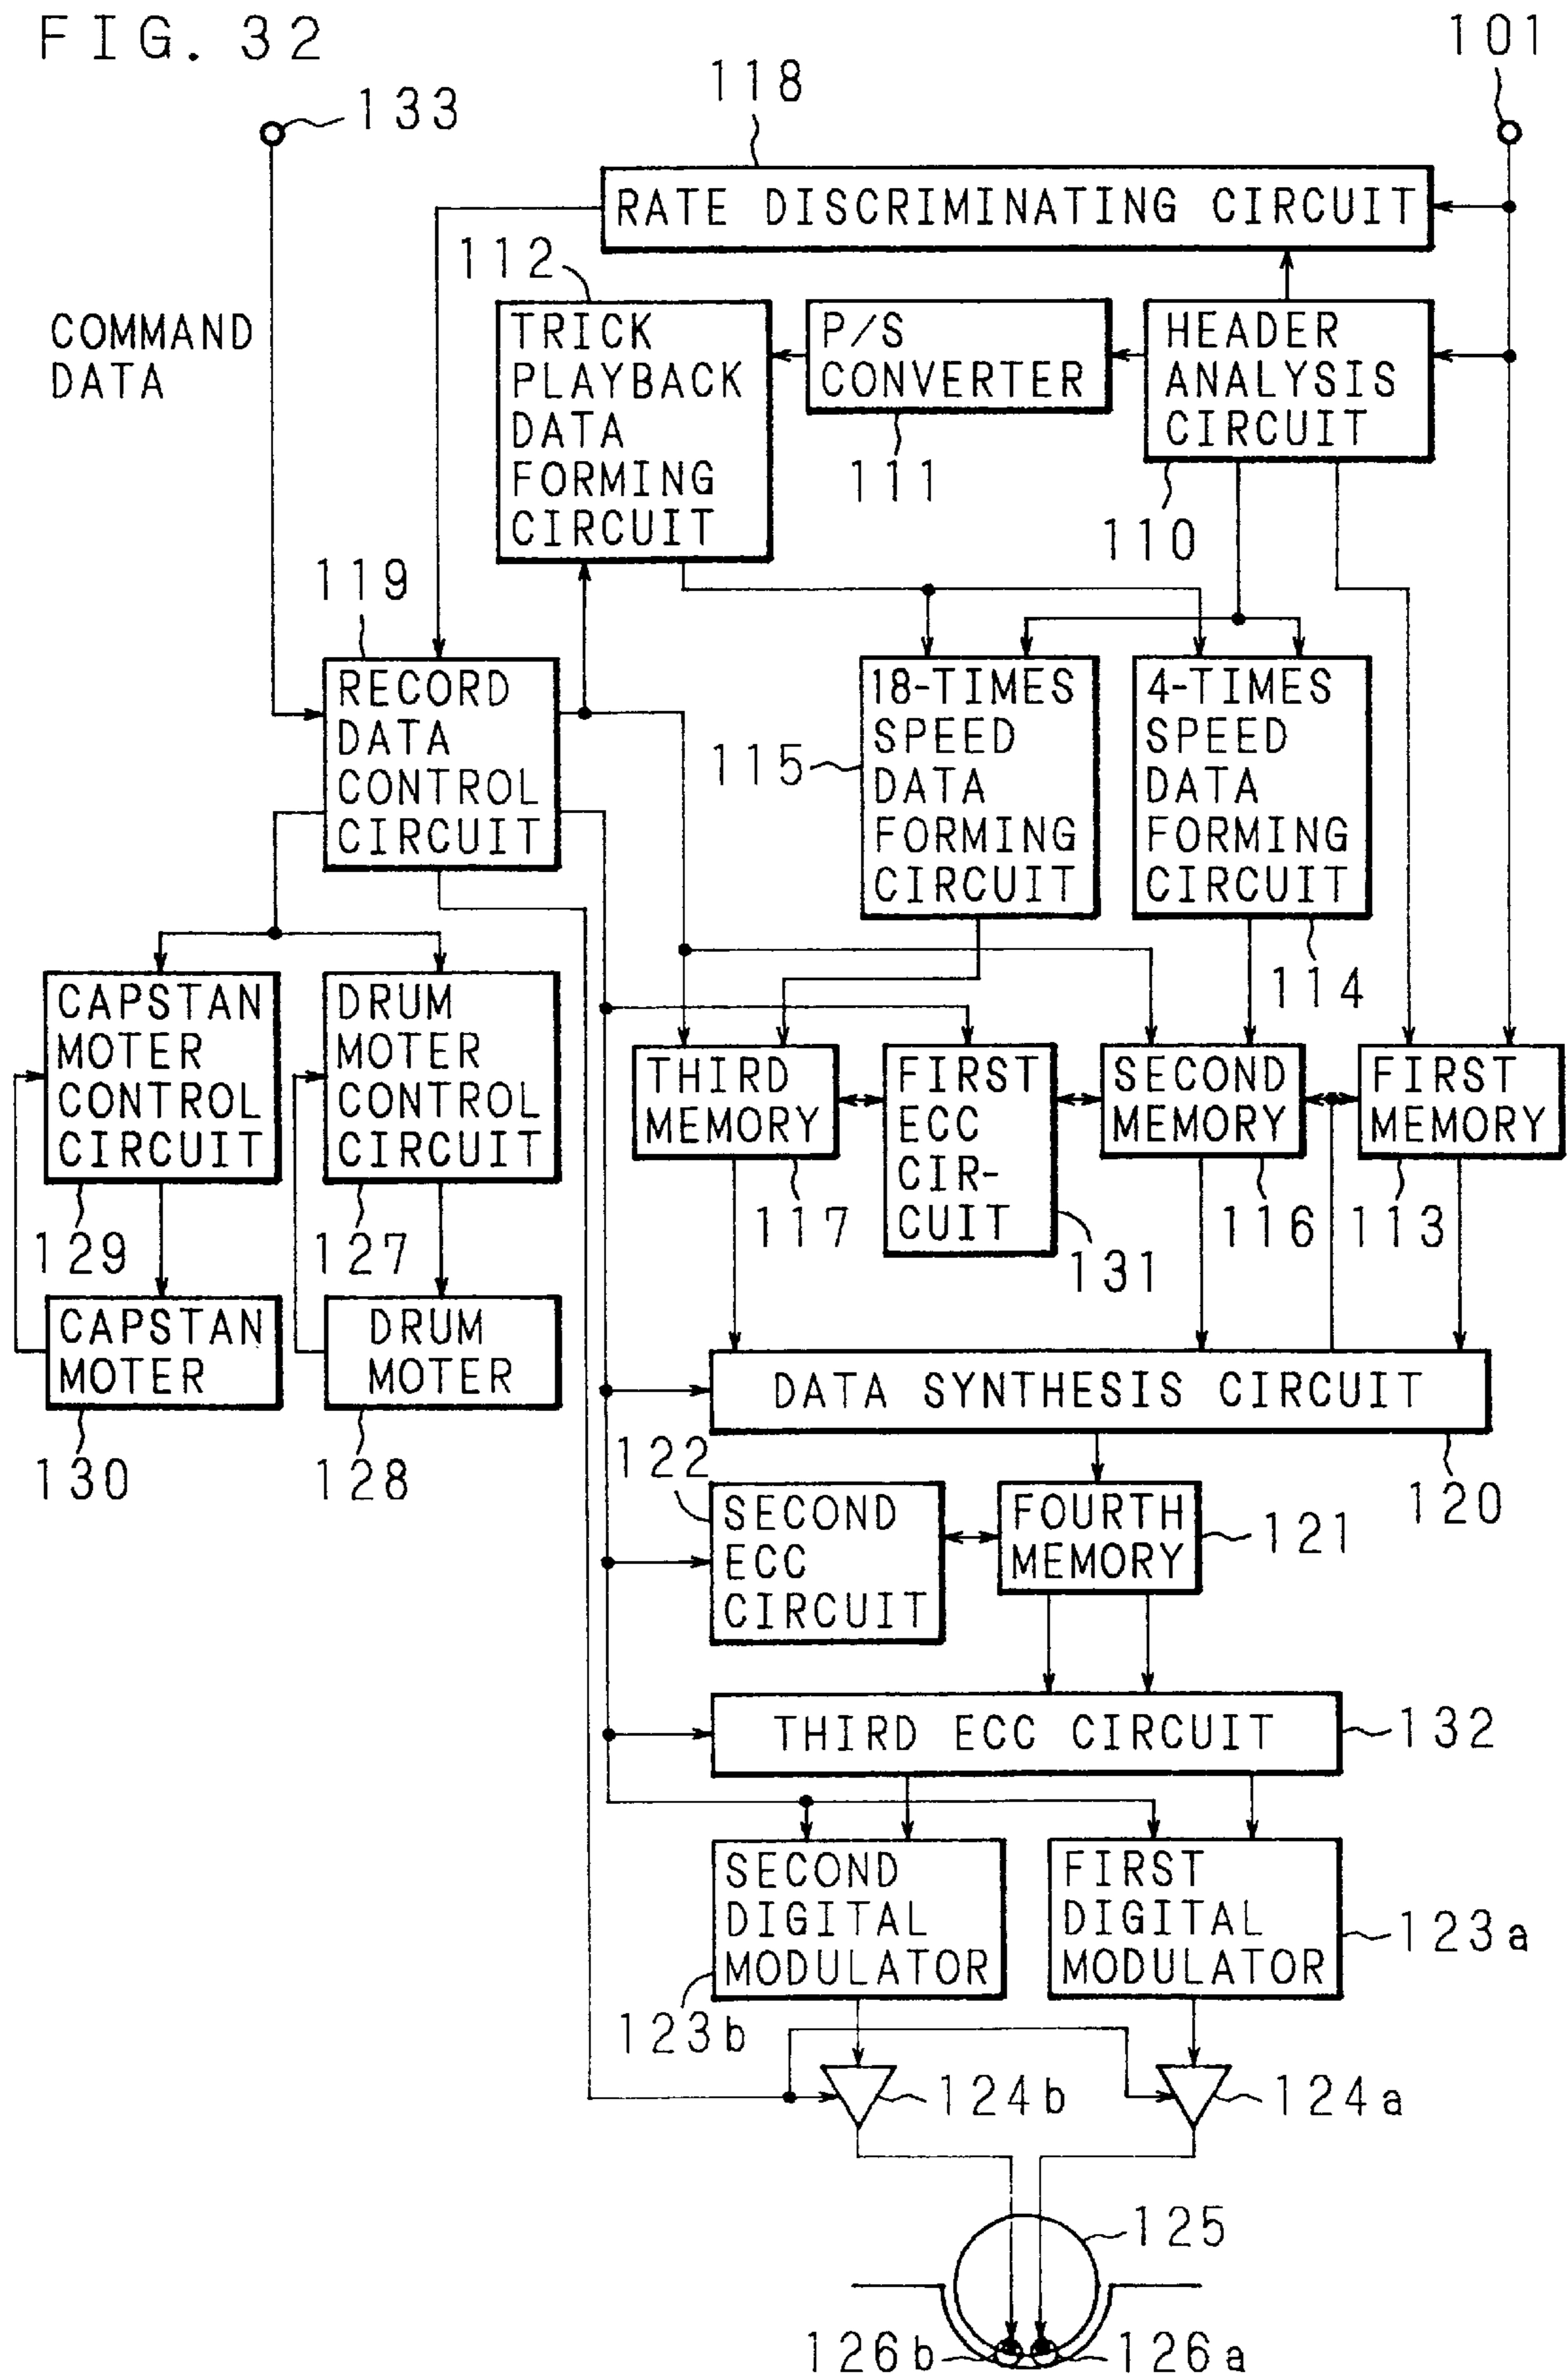 FIG. 32
101
133
118
RATE DISCRIMINATING CIRCUIT
112
COMMAND
DATA
TRICK
PLAYBACK
DATA
FORMING
CIRCUIT
P/S
CONVERTER
111
HEADER
ANALYSIS
CIRCUIT
110
119
RECORD
DATA
CONTROL
CIRCUIT
115
18-TIMES
SPEED
DATA
FORMING
CIRCUIT
4-TIMES
SPEED
DATA
FORMING
CIRCUIT
114
CAPSTAN
MOTER
CONTROL
CIRCUIT
129
DRUM
MOTER
CONTROL
CIRCUIT
127
THIRD
MEMORY
117
FIRST
ECC
CIR-
CUIT
131
SECOND
MEMORY
116
FIRST
MEMORY
113
CAPSTAN
MOTER
130
DRUM
MOTER
128
DATA SYNTHESIS CIRCUIT
120
122
SECOND
ECC
CIRCUIT
FOURTH
MEMORY
121
THIRD ECC CIRCUIT
132
SECOND
DIGITAL
MODULATOR
123b
FIRST
DIGITAL
MODULATOR
123a
124b
124a
125
126b
126a